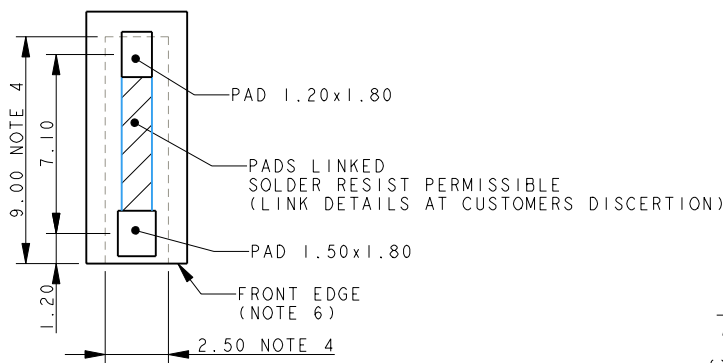 PAD 1.20x1.80
9.00 NOTE 4
7.10
PADS LINKED
SOLDER RESIST PERMISSIBLE
(LINK DETAILS AT CUSTOMERS DISCERTION)
PAD 1.50x1.80
1.20
FRONT EDGE
(NOTE 6)
2.50 NOTE 4